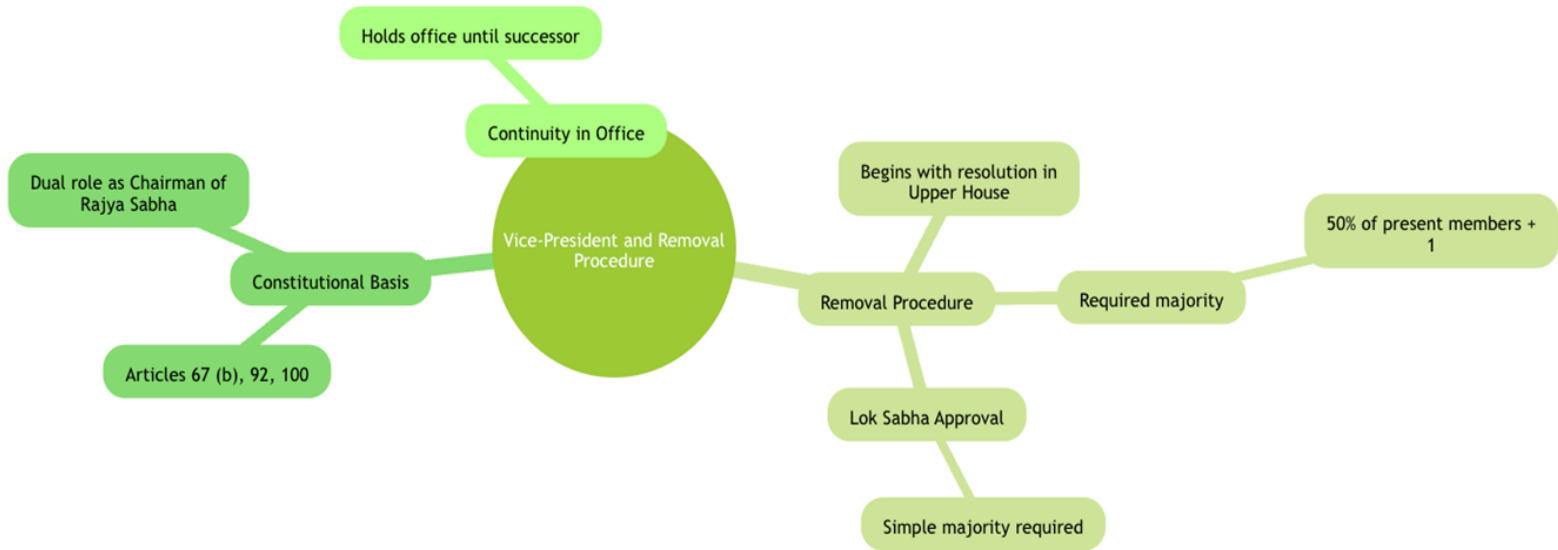 Holds office until successor
Continuity in Office
Dual role as Chairman of
Rajya Sabha
Constitutional Basis
Articles 67 (b), 92, 100
Vice-President and Removal
Procedure
Begins with resolution in
Upper House
Removal Procedure
Required majority
50% of present members +
1
Lok Sabha Approval
Simple majority required